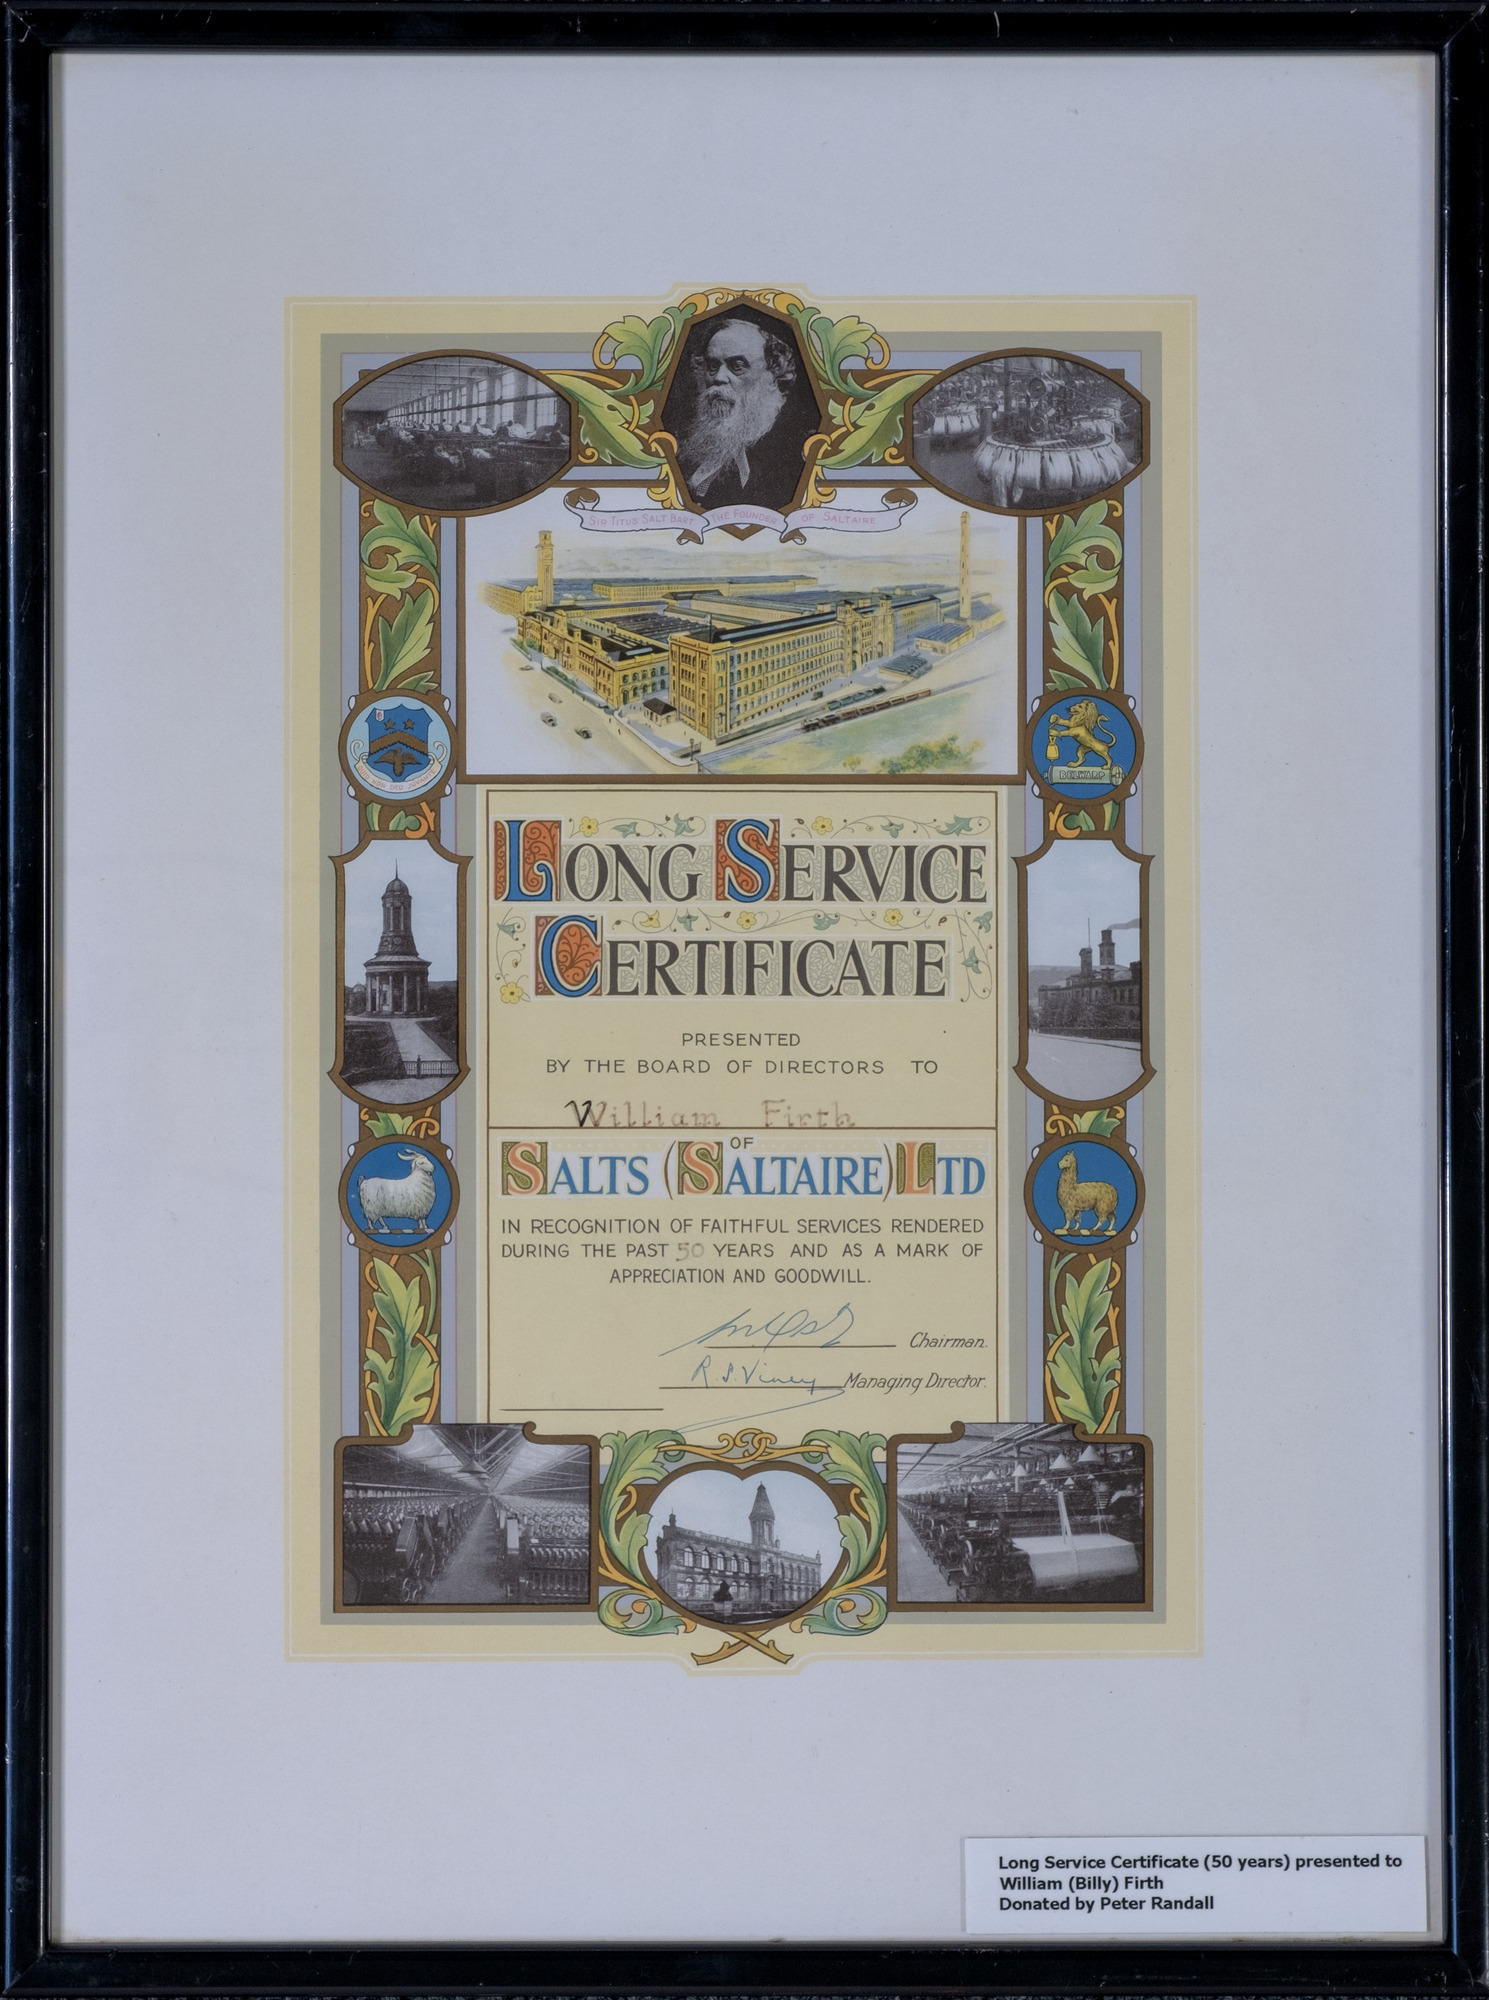 SIR TITUS SALT BART. THE FOUNDER OF SALTAIRE
BELWARP
LONG SERVICE
CERTIFICATE
PRESENTED
BY THE BOARD OF DIRECTORS TO
William Firth
OF
SALTS (SALTAIRE) LTD
IN RECOGNITION OF FAITHFUL SERVICES RENDERED
DURING THE PAST 50 YEARS AND AS A MARK OF
APPRECIATION AND GOODWILL.
Chairman.
R. S. Viney Managing Director.
Long Service Certificate (50 years) presented to
William (Billy) Firth
Donated by Peter Randall